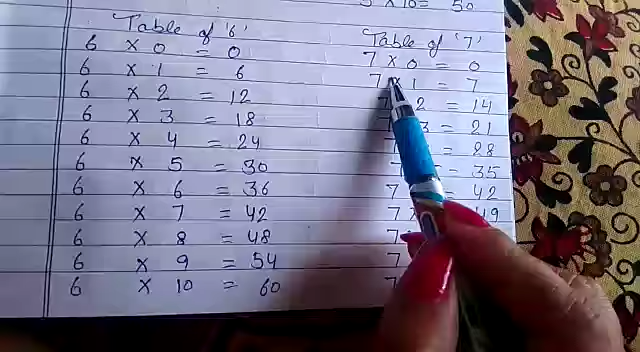 5 x 10 = 50
Table of '6'
6 x 0 = 0
6 x 1 = 6
6 x 2 = 12
6 x 3 = 18
6 x 4 = 24
6 x 5 = 30
6 x 6 = 36
6 x 7 = 42
6 x 8 = 48
6 x 9 = 54
6 x 10 = 60
Table of '7'
7 x 0 = 0
7 x 1 = 7
7 2 = 14
7 3 = 21
= 28
= 35
7 = 42
7 x 49
7
7
7